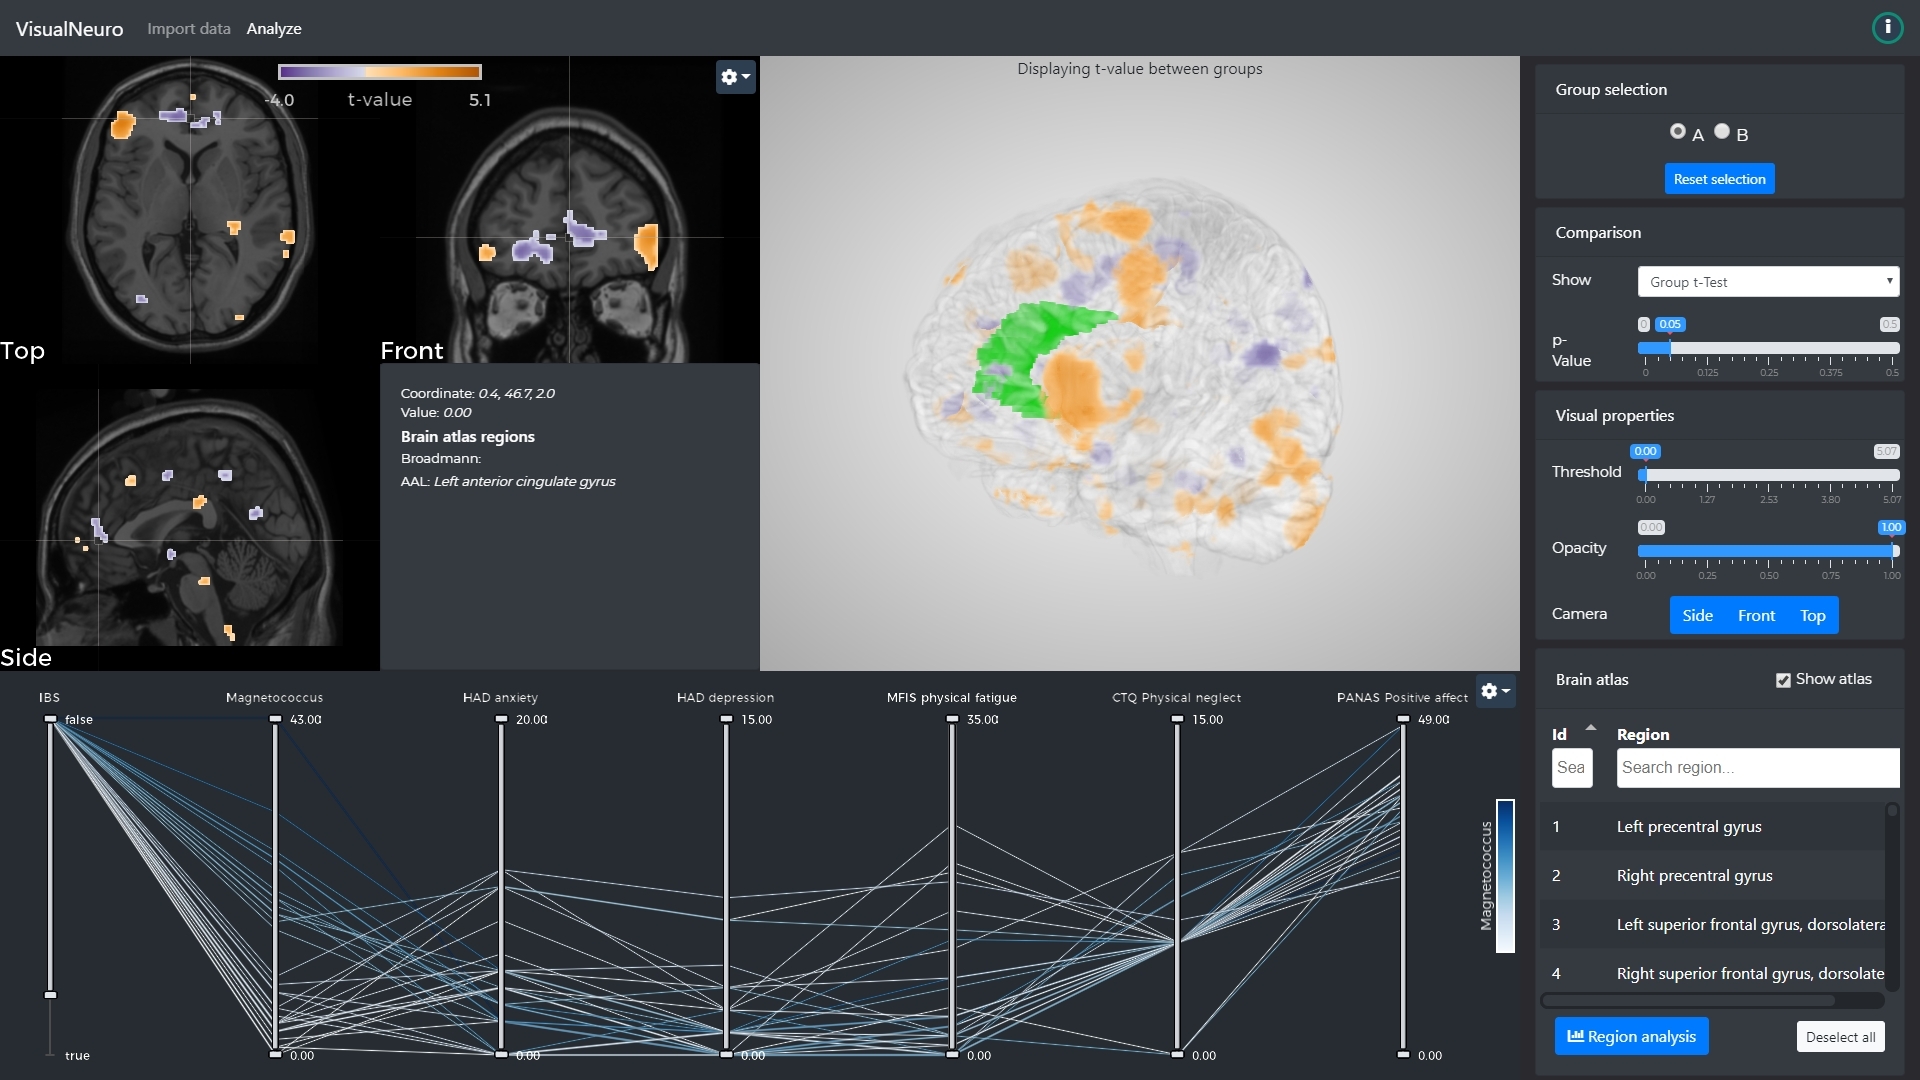 VisualNeuro Import data Analyze
i
-4.0 t-value 5.1
Top
Front
Side
Coordinate: 0.4, 46.7, 2.0
Value: 0.00
Brain atlas regions
Broadmann:
AAL: Left anterior cingulate gyrus
Displaying t-value between groups
Group selection
A B
Reset selection
Comparison
Show Group t-Test
0 0.05 0.5
p-
Value
0 0.125 0.25 0.375 0.5
Visual properties
0.00 5.07
Threshold
0.00 1.27 2.53 3.80 5.07
0.00 1.00
Opacity
0.00 0.25 0.50 0.75 1.00
Camera Side Front Top
Brain atlas Show atlas
Id Region
Sea Search region...
1 Left precentral gyrus
2 Right precentral gyrus
3 Left superior frontal gyrus, dorsolatera
4 Right superior frontal gyrus, dorsolate
Region analysis Deselect all
IBS Magnetococcus HAD anxiety HAD depression MFIS physical fatigue CTQ Physical neglect PANAS Positive affect
false 43.00 20.00 15.00 35.00 15.00 49.00
Magnetococcus
true 0.00 0.00 0.00 0.00 0.00 0.00